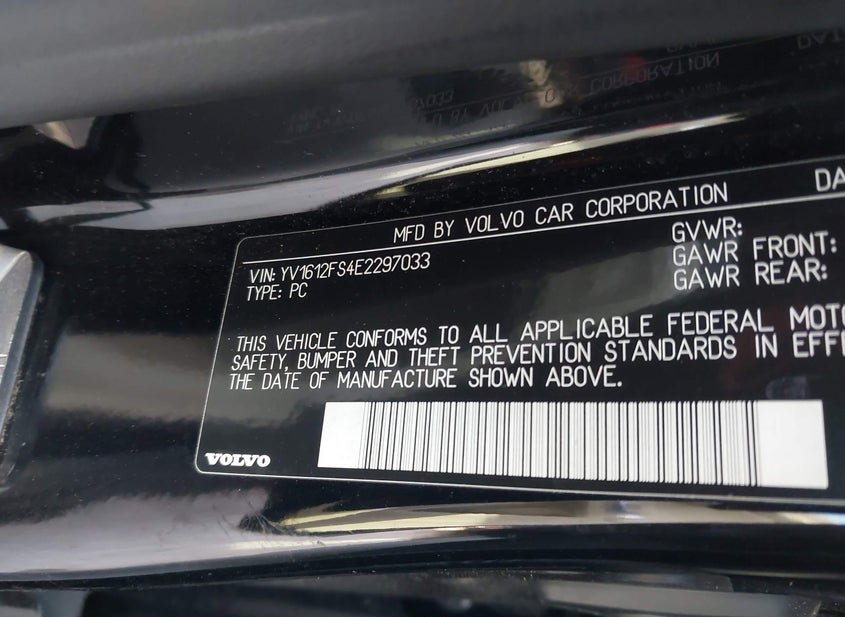 MFD BY VOLVO CAR CORPORATION DA
VIN: YV1612FS4E2297033
TYPE: PC
GVWR:
GAWR FRONT:
GAWR REAR:
THIS VEHICLE CONFORMS TO ALL APPLICABLE FEDERAL MOTO
SAFETY, BUMPER AND THEFT PREVENTION STANDARDS IN EFFE
THE DATE OF MANUFACTURE SHOWN ABOVE.
VOLVO